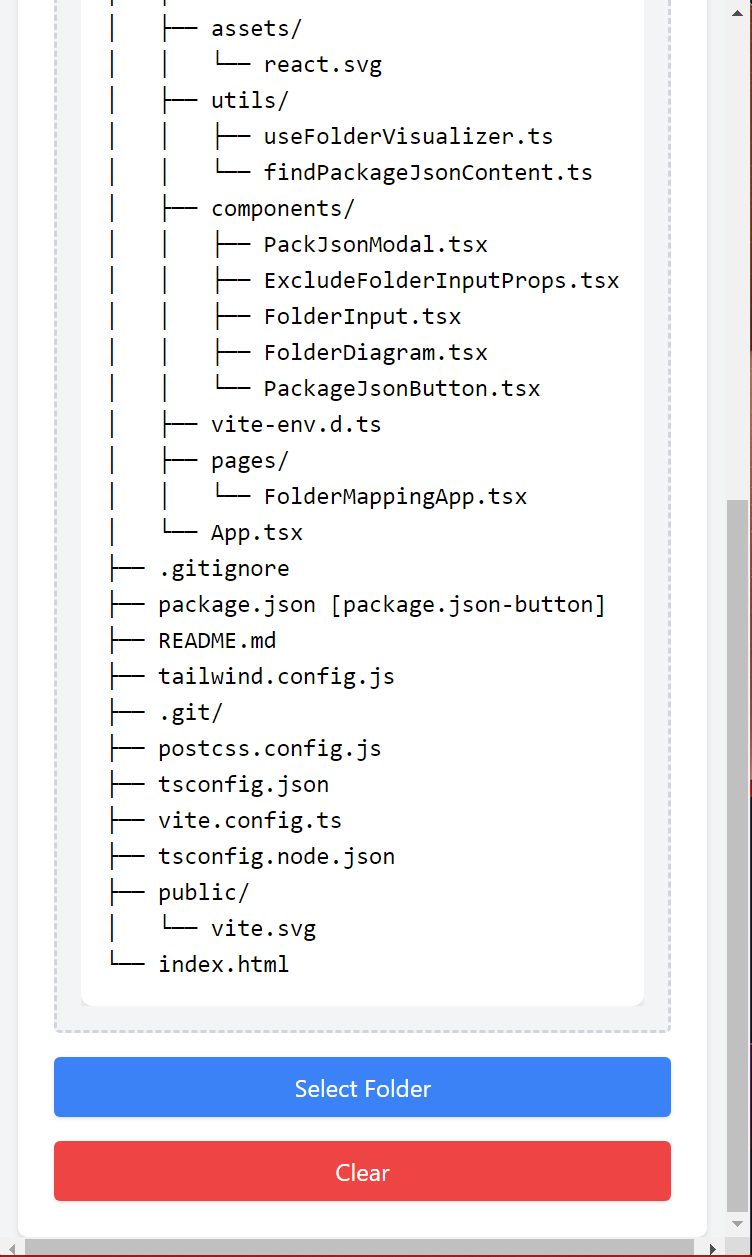 │   ├── assets/
│   │   └── react.svg
│   ├── utils/
│   │   ├── useFolderVisualizer.ts
│   │   └── findPackageJsonContent.ts
│   ├── components/
│   │   ├── PackJsonModal.tsx
│   │   ├── ExcludeFolderInputProps.tsx
│   │   ├── FolderInput.tsx
│   │   ├── FolderDiagram.tsx
│   │   └── PackageJsonButton.tsx
│   ├── vite-env.d.ts
│   ├── pages/
│   │   └── FolderMappingApp.tsx
│   └── App.tsx
├── .gitignore
├── package.json [package.json-button]
├── README.md
├── tailwind.config.js
├── .git/
├── postcss.config.js
├── tsconfig.json
├── vite.config.ts
├── tsconfig.node.json
├── public/
│   └── vite.svg
└── index.html
Select Folder
Clear